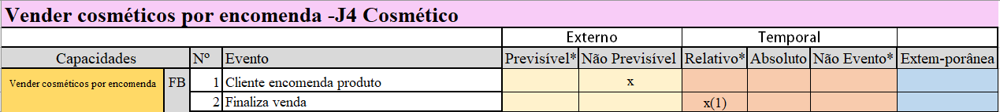 Vender cosméticos por encomenda -J4 Cosmético
Externo Temporal
Capacidades Nº Evento Previsível* Não Previsível Relativo* Absoluto Não Evento* Extem-porânea
Vender cosméticos por encomenda FB 1 Cliente encomenda produto x
2 Finaliza venda x(1)